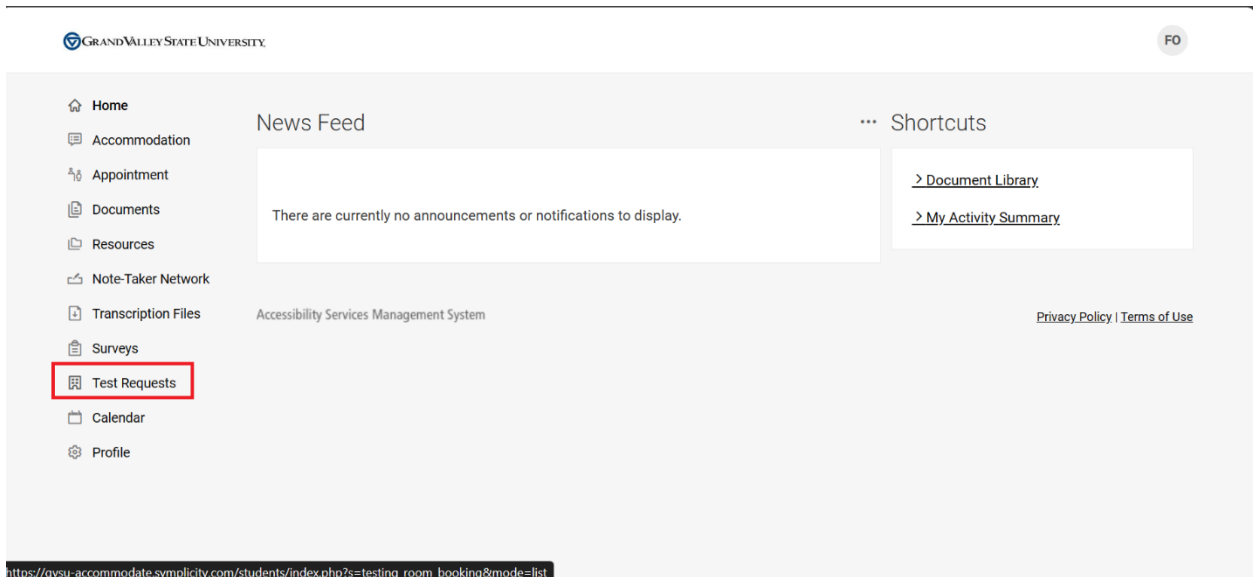 GRAND VALLEY STATE UNIVERSITY
FO
Home
Accommodation
Appointment
Documents
Resources
Note-Taker Network
Transcription Files
Surveys
Test Requests
Calendar
Profile
News Feed
...
There are currently no announcements or notifications to display.
Shortcuts
> Document Library
> My Activity Summary
Accessibility Services Management System
Privacy Policy | Terms of Use
https://gvsu-accommodate.symplicity.com/students/index.php?s=testing_room_booking&mode=list